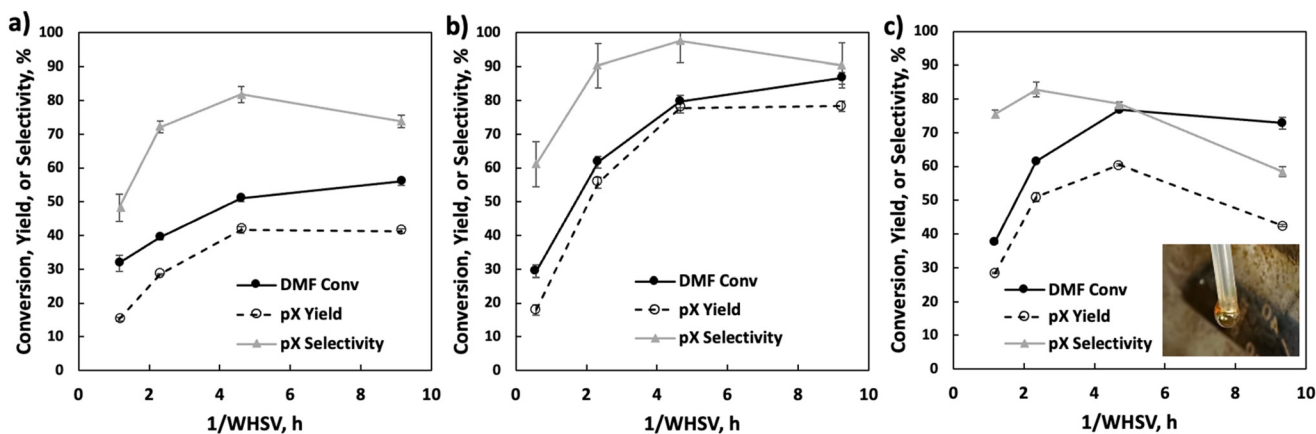 a)
Conversion, Yield, or Selectivity, %
100
90
80
70
60
50
40
30
20
10
0
0 2 4 6 8 10
1/WHSV, h
DMF Conv
pX Yield
pX Selectivity
b)
Conversion, Yield, or Selectivity, %
100
90
80
70
60
50
40
30
20
10
0
0 2 4 6 8 10
1/WHSV, h
DMF Conv
pX Yield
pX Selectivity
c)
Conversion, Yield, or Selectivity, %
100
90
80
70
60
50
40
30
20
10
0
0 2 4 6 8 10
1/WHSV, h
DMF Conv
pX Yield
pX Selectivity